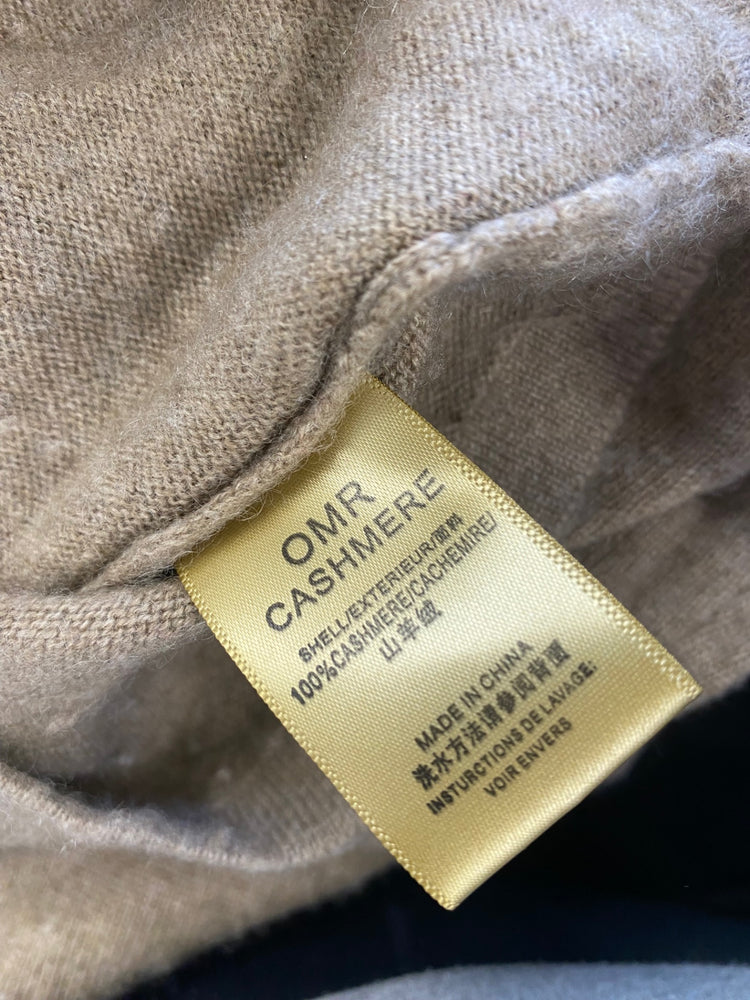 OMR
CASHMERE
SHELL/EXTERIEUR/面料
100%CASHMERE/CACHEMIRE/
山羊绒
MADE IN CHINA
洗水方法请参阅背面
INSTURCTIONS DE LAVAGE:
VOIR ENVERS